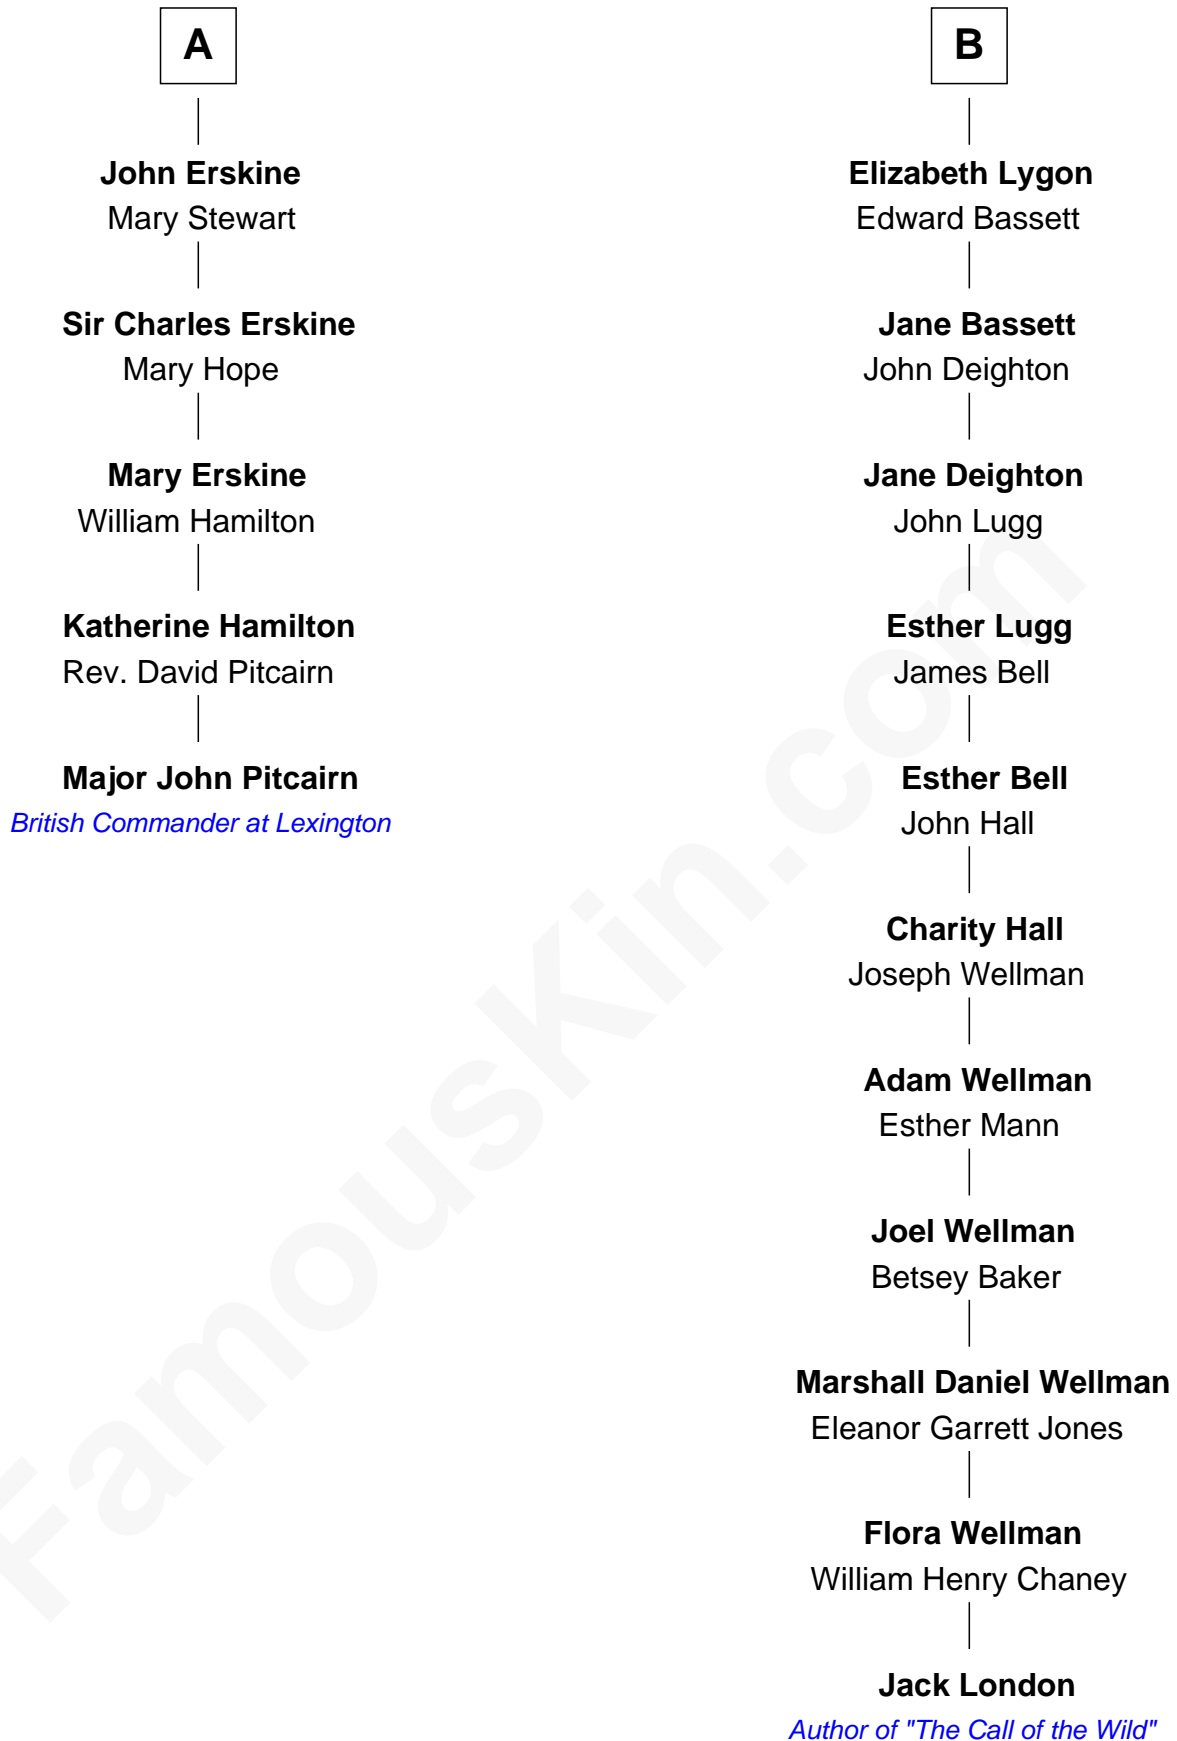 A
John Erskine
Mary Stewart
Sir Charles Erskine
Mary Hope
Mary Erskine
William Hamilton
Katherine Hamilton
Rev. David Pitcairn
Major John Pitcairn
British Commander at Lexington
B
Elizabeth Lygon
Edward Bassett
Jane Bassett
John Deighton
Jane Deighton
John Lugg
Esther Lugg
James Bell
Esther Bell
John Hall
Charity Hall
Joseph Wellman
Adam Wellman
Esther Mann
Joel Wellman
Betsey Baker
Marshall Daniel Wellman
Eleanor Garrett Jones
Flora Wellman
William Henry Chaney
Jack London
Author of "The Call of the Wild"
FamousKin.com